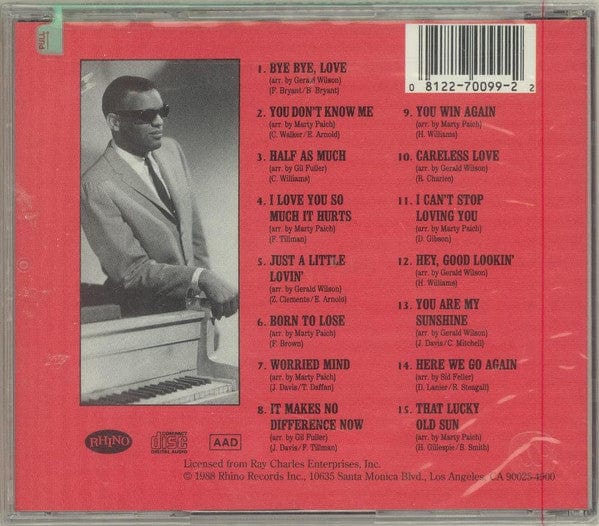 PULL
0 8122-70099-2 2
1. BYE BYE, LOVE
(arr. by Gerald Wilson)
(F. Bryant/B. Bryant)
2. YOU DON'T KNOW ME
(arr. by Marty Paich)
(C. Walker/E. Arnold)
3. HALF AS MUCH
(arr. by Gil Fuller)
(C. Williams)
4. I LOVE YOU SO
MUCH IT HURTS
(arr. by Marty Paich)
(F. Tillman)
5. JUST A LITTLE
LOVIN'
(arr. by Gerald Wilson)
(Z. Clements/E. Arnold)
6. BORN TO LOSE
(arr. by Marty Paich)
(F. Brown)
7. WORRIED MIND
(arr. by Marty Paich)
(J. Davis/T. Daffan)
8. IT MAKES NO
DIFFERENCE NOW
(arr. by Gil Fuller)
(J. Davis/F. Tillman)
9. YOU WIN AGAIN
(arr. by Marty Paich)
(H. Williams)
10. CARELESS LOVE
(arr. by Gerald Wilson)
(R. Charles)
11. I CAN'T STOP
LOVING YOU
(arr. by Marty Paich)
(D. Gibson)
12. HEY, GOOD LOOKIN'
(arr. by Gerald Wilson)
(H. Williams)
13. YOU ARE MY
SUNSHINE
(arr. by Gerald Wilson)
(J. Davis/C. Mitchell)
14. HERE WE GO AGAIN
(arr. by Sid Feller)
(D. Lanier/R. Steagall)
15. THAT LUCKY
OLD SUN
(arr. by Marty Paich)
(H. Gillespie/B. Smith)
RHINO
COMPACT
disc
DIGITAL AUDIO
AAD
Licensed from Ray Charles Enterprises, Inc.
© 1988 Rhino Records Inc., 10635 Santa Monica Blvd., Los Angeles, CA 90025-4900